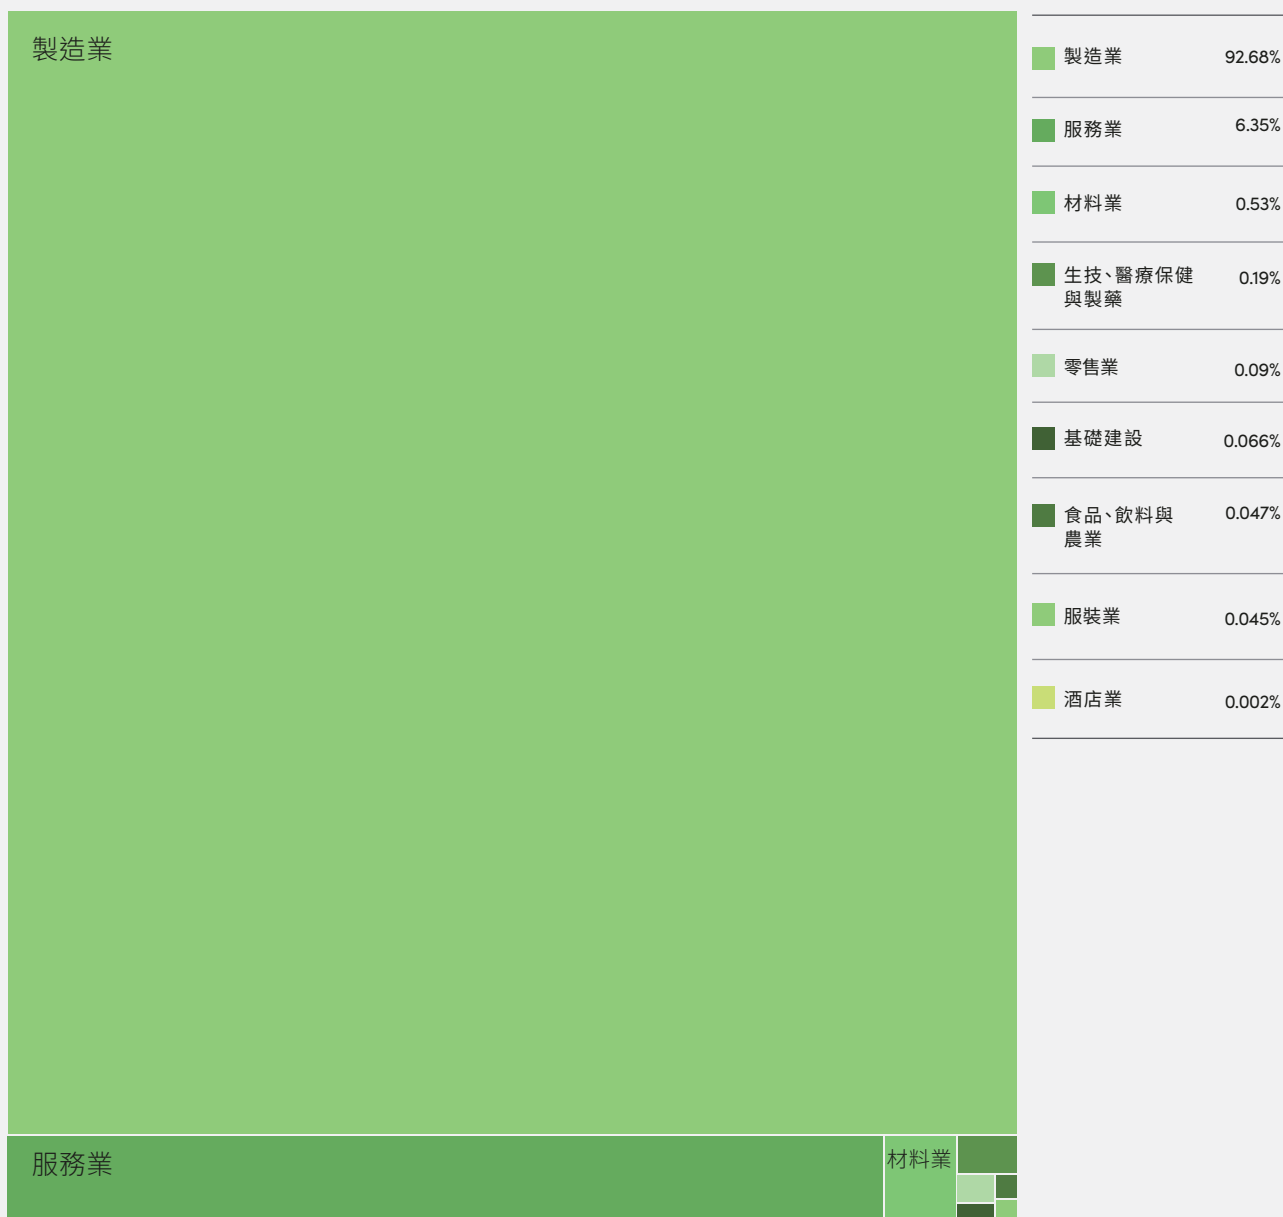 製造業
服務業
材料業
製造業 92.68%
服務業 6.35%
材料業 0.53%
生技、醫療保健 0.19%
與製藥
零售業 0.09%
基礎建設 0.066%
食品、飲料與 0.047%
農業
服裝業 0.045%
酒店業 0.002%